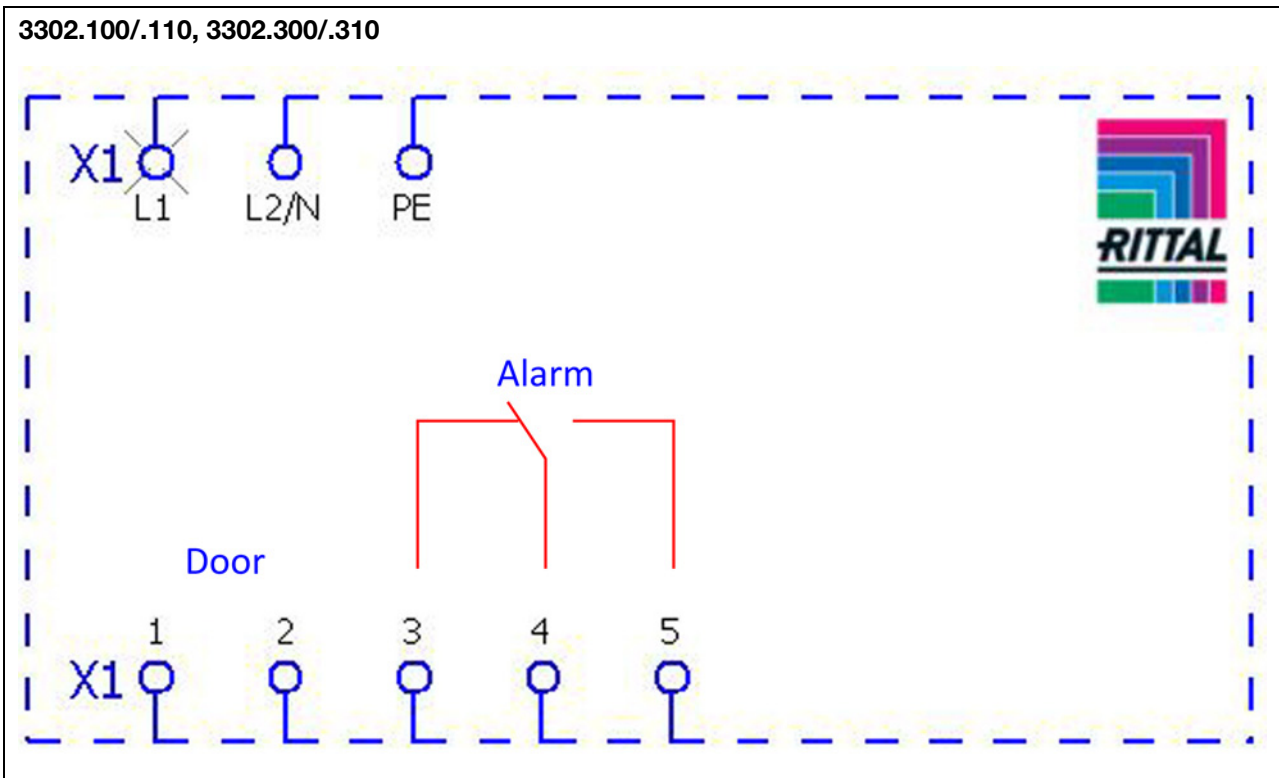 3302.100/.110, 3302.300/.310
X1
L1 L2/N PE
RITTAL
Alarm
Door
1 2 3 4 5
X1